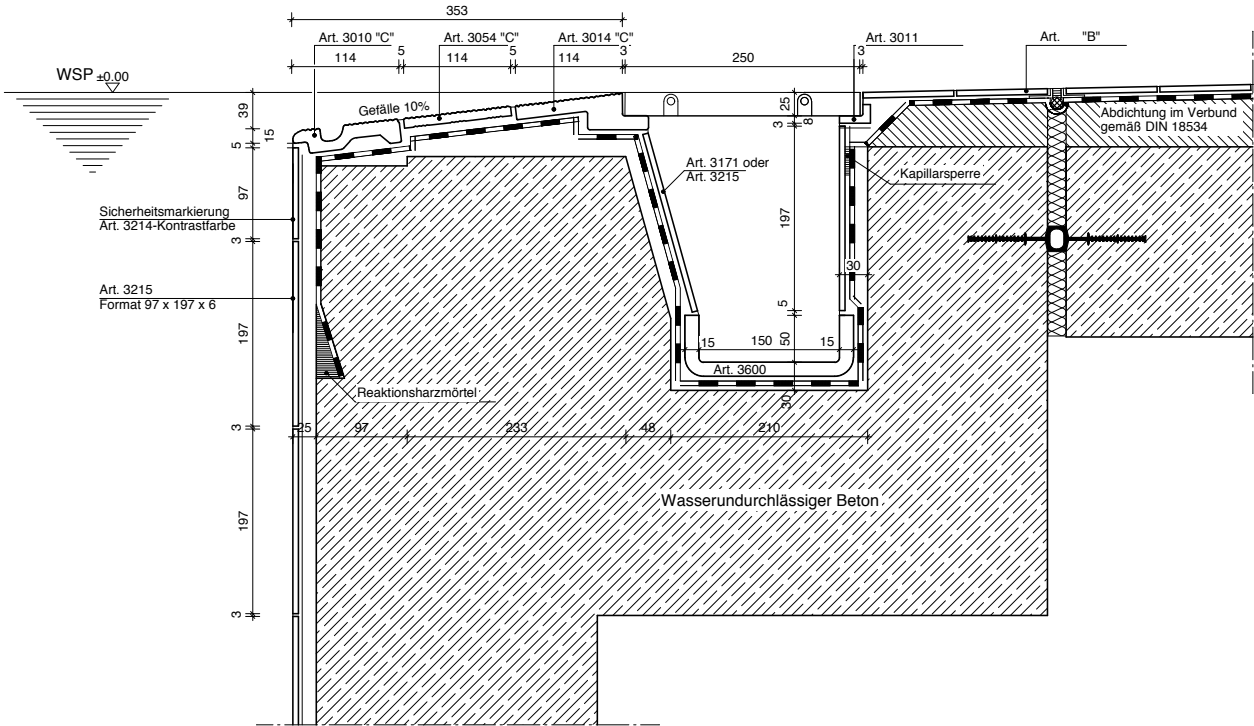 353
Art. 3010 "C"
Art. 3054 "C"
Art. 3014 "C"
Art. 3011
Art. "B"
114
5
114
5
114
3
250
3
WSP ±0.00
Gefälle 10%
39
15
5
97
3
197
3
197
3
25
3
8
197
5
50
30
Abdichtung im Verbund
gemäß DIN 18534
Art. 3171 oder
Art. 3215
Kapillarsperre
Sicherheitsmarkierung
Art. 3214-Kontrastfarbe
30
Art. 3215
Format 97 x 197 x 6
15
150
15
Art. 3600
Reaktionsharzmörtel
25
97
233
48
210
Wasserundurchlässiger Beton